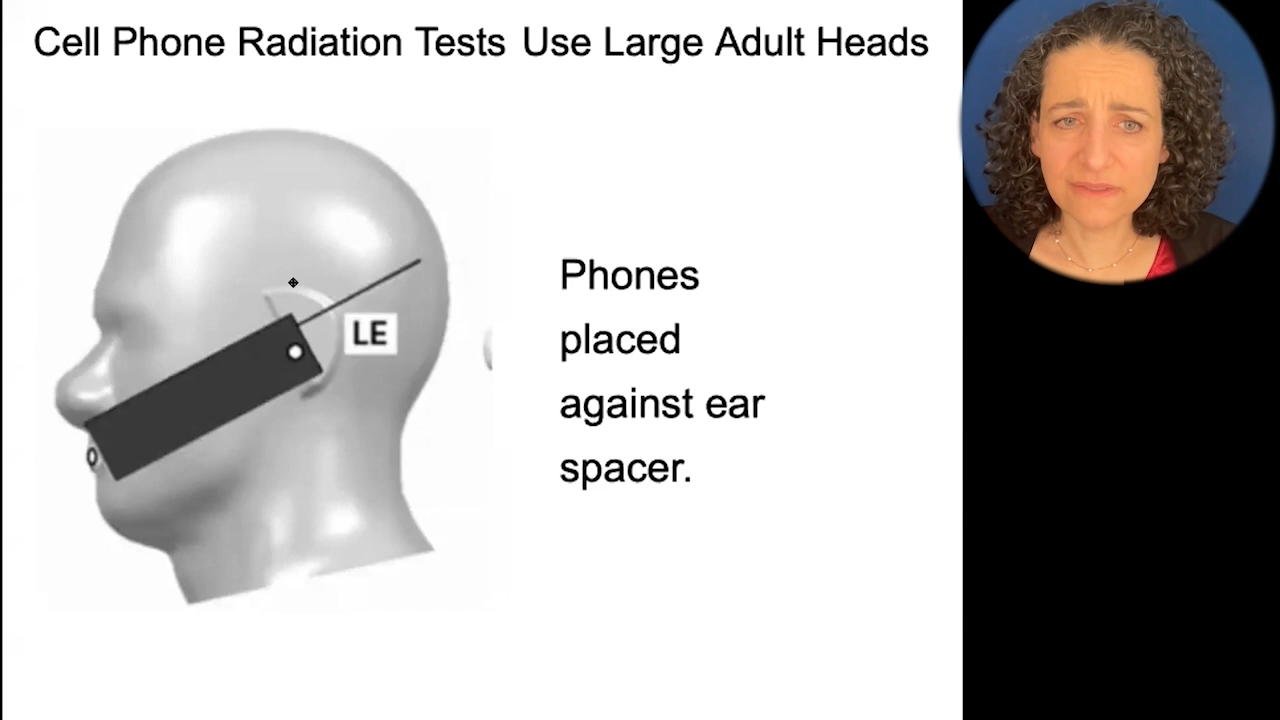 Cell Phone Radiation Tests Use Large Adult Heads
LE
Phones
placed
against ear
spacer.